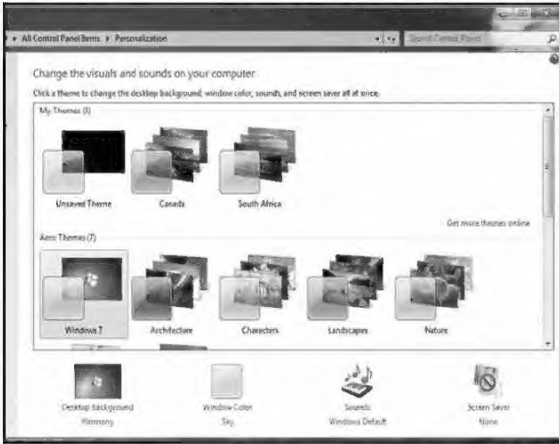 All Control Panel Items ▸ Personalization
Search Control Panel
Change the visuals and sounds on your computer
Click a theme to change the desktop background, window color, sounds, and screen saver all at once.
My Themes (3)
Unsaved Theme Canada South Africa
Get more themes online
Aero Themes (7)
Windows 7 Architecture Characters Landscapes Nature
Desktop Background Window Color Sounds Screen Saver
Harmony Sky Windows Default None